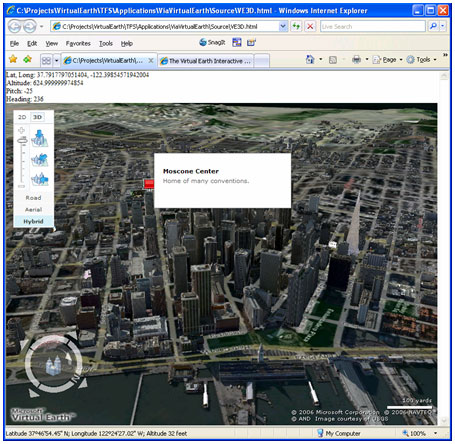 C:\Projects\VirtualEarth\TFS\Applications\ViaVirtualEarth\Source\VE3D.html - Windows Internet Explorer
C:\Projects\VirtualEarth\TFS\Applications\ViaVirtualEarth\Source\VE3D.html
Live Search
File Edit View Favorites Tools Help
SnagIt
C:\Projects\VirtualEarth\TFS\Applications\V...
The Virtual Earth Interactive ...
Page
Tools
Lat, Long: 37.7917797051404, -122.39854571942004
Altitude: 624.999999974854
Pitch: -25
Heading: 236
2D 3D
Road
Aerial
Hybrid
Moscone Center
Home of many conventions.
100 yards
Microsoft
Virtual Earth™
© 2006 Microsoft Corporation © 2006 NAVTEQ
© AND Image courtesy of USGS
Latitude 37°46'54.45" N; Longitude 122°24'27.02" W; Altitude 32 feet
My Computer
100%